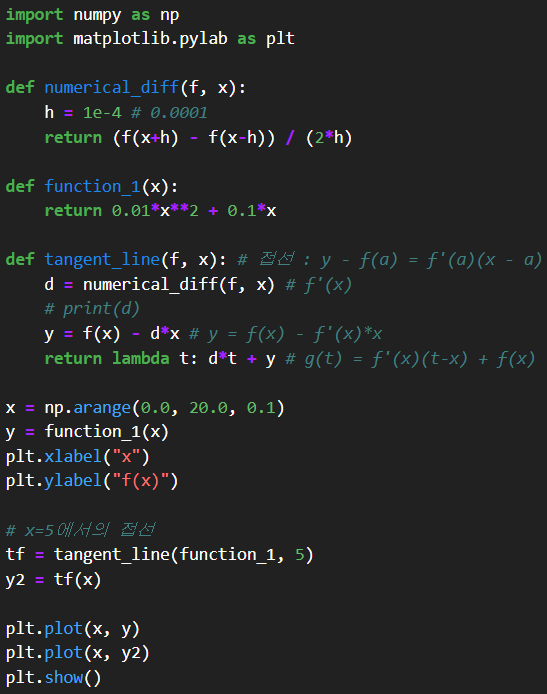 import numpy as np
import matplotlib.pylab as plt

def numerical_diff(f, x):
    h = 1e-4 # 0.0001
    return (f(x+h) - f(x-h)) / (2*h)

def function_1(x):
    return 0.01*x**2 + 0.1*x

def tangent_line(f, x): # 접선 : y - f(a) = f'(a)(x - a)
    d = numerical_diff(f, x) # f'(x)
    # print(d)
    y = f(x) - d*x # y = f(x) - f'(x)*x
    return lambda t: d*t + y # g(t) = f'(x)(t-x) + f(x)

x = np.arange(0.0, 20.0, 0.1)
y = function_1(x)
plt.xlabel("x")
plt.ylabel("f(x)")

# x=5에서의 접선
tf = tangent_line(function_1, 5)
y2 = tf(x)

plt.plot(x, y)
plt.plot(x, y2)
plt.show()